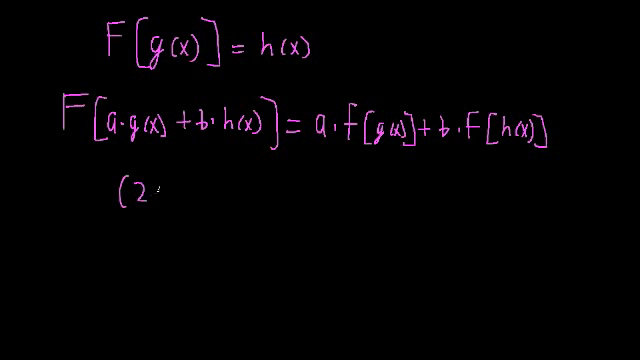 F[g(x)] = h(x)
F[a·g(x) + b·h(x)] = a·f[g(x)] + b·F[h(x)]
(2